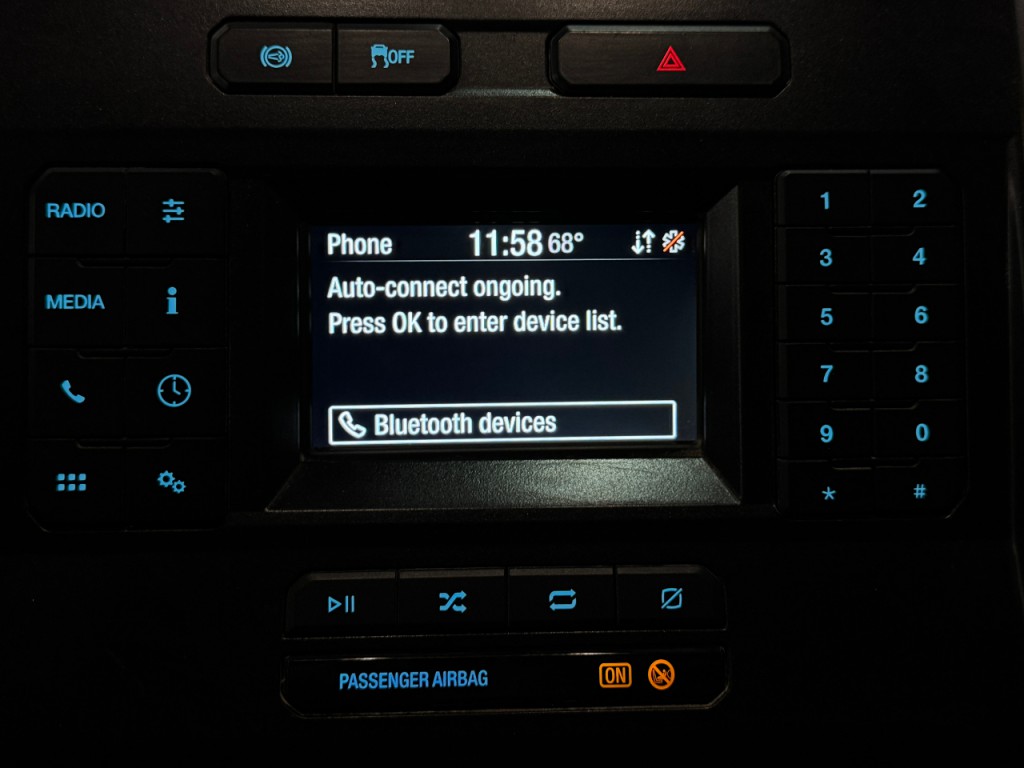 OFF
RADIO
MEDIA
Phone 11:58 68°
Auto-connect ongoing.
Press OK to enter device list.
Bluetooth devices
1 2
3 4
5 6
7 8
9 0
* #
PASSENGER AIRBAG ON